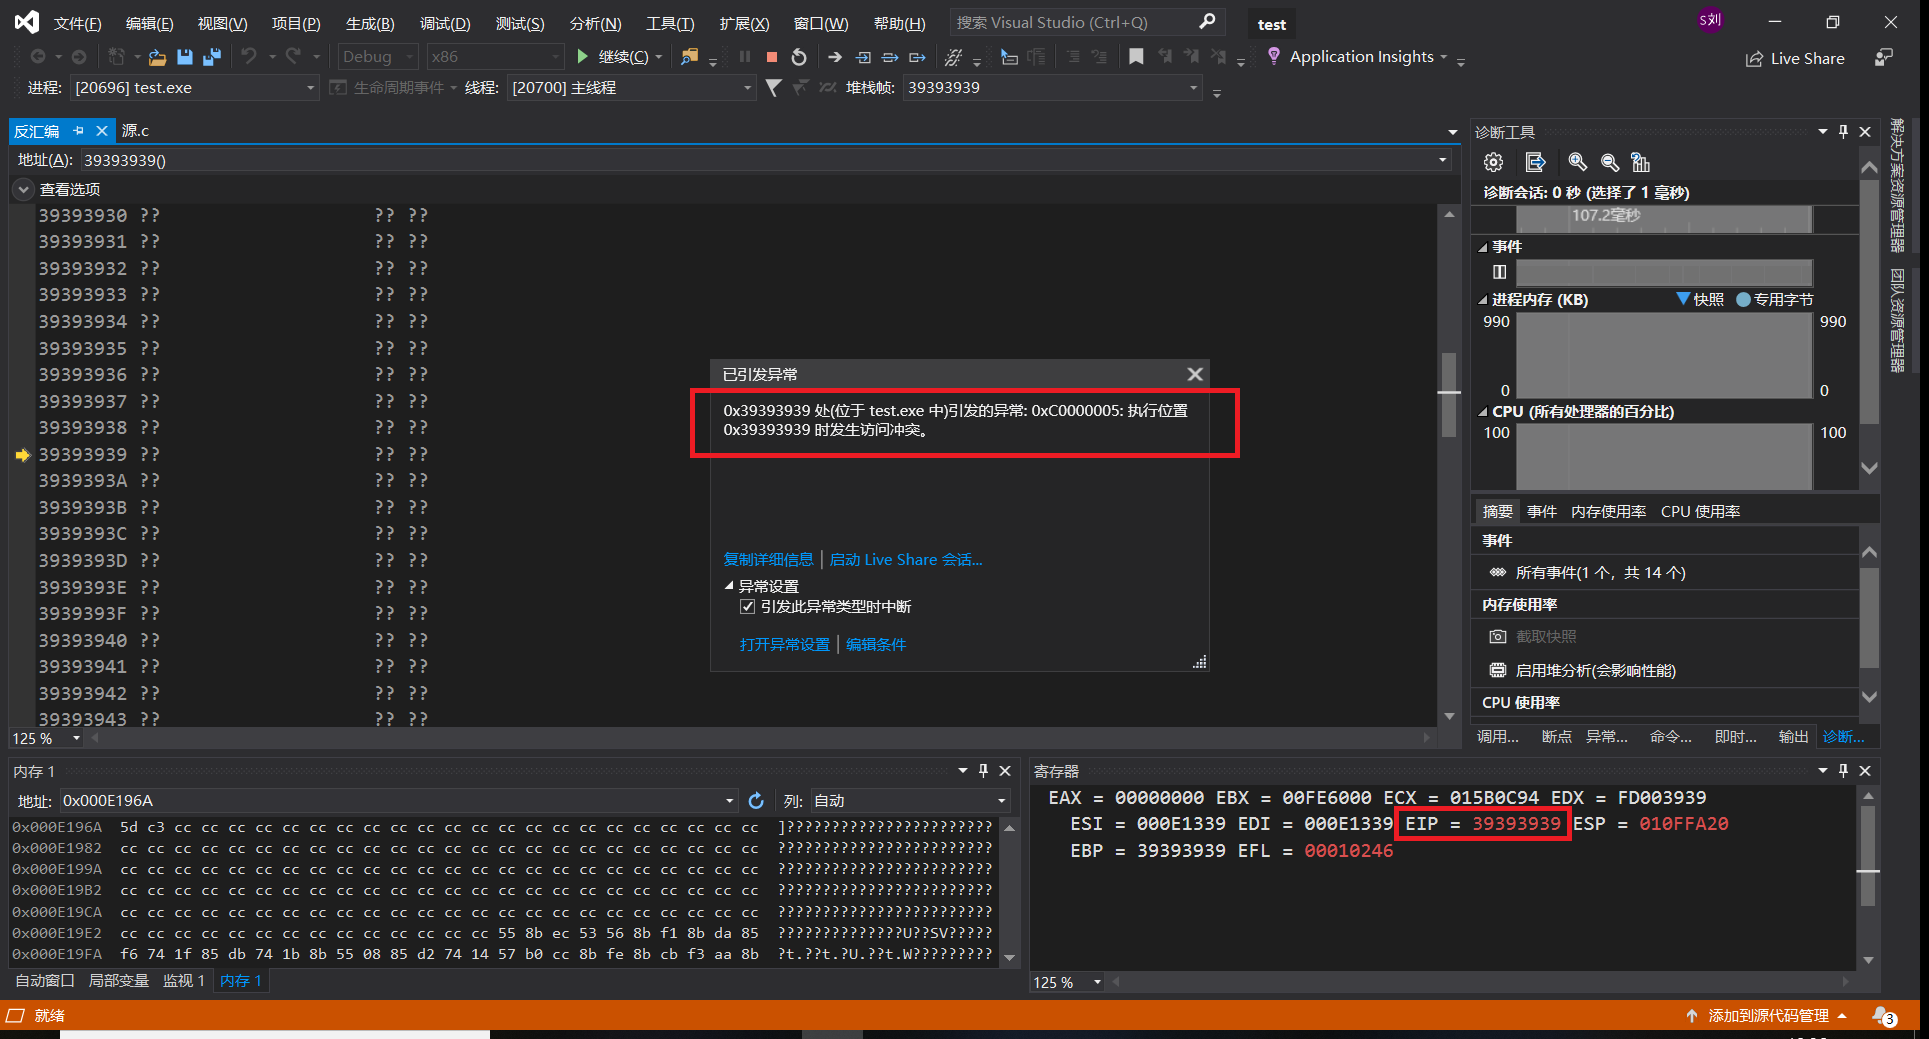 文件(F) 编辑(E) 视图(V) 项目(P) 生成(B) 调试(D) 测试(S) 分析(N) 工具(T) 扩展(X) 窗口(W) 帮助(H) 搜索 Visual Studio (Ctrl+Q) test S刘
Debug x86 继续(C) Application Insights Live Share
进程: [20696] test.exe 生命周期事件 线程: [20700] 主线程 堆栈帧: 39393939
反汇编 源.c
地址(A): 39393939()
查看选项
39393930 ?? ?? ??
39393931 ?? ?? ??
39393932 ?? ?? ??
39393933 ?? ?? ??
39393934 ?? ?? ??
39393935 ?? ?? ??
39393936 ?? ?? ??
39393937 ?? ?? ??
39393938 ?? ?? ??
39393939 ?? ?? ??
3939393A ?? ?? ??
3939393B ?? ?? ??
3939393C ?? ?? ??
3939393D ?? ?? ??
3939393E ?? ?? ??
3939393F ?? ?? ??
39393940 ?? ?? ??
39393941 ?? ?? ??
39393942 ?? ?? ??
39393943 ?? ?? ??
125 %
已引发异常
0x39393939 处(位于 test.exe 中)引发的异常: 0xC0000005: 执行位置
0x39393939 时发生访问冲突。
复制详细信息 | 启动 Live Share 会话...
异常设置
引发此异常类型时中断
打开异常设置 | 编辑条件
诊断工具
诊断会话: 0 秒 (选择了 1 毫秒)
107.2毫秒
事件
进程内存 (KB) 快照 专用字节
990 990
0 0
CPU (所有处理器的百分比)
100 100
摘要 事件 内存使用率 CPU 使用率
事件
所有事件(1 个，共 14 个)
内存使用率
截取快照
启用堆分析(会影响性能)
CPU 使用率
调用... 断点 异常... 命令... 即时... 输出 诊断...
解决方案资源管理器
团队资源管理器
内存 1
地址: 0x000E196A 列: 自动
0x000E196A 5d c3 cc cc cc cc cc cc cc cc cc cc cc cc cc cc cc cc cc cc cc cc cc cc ]???????????????????????
0x000E1982 cc cc cc cc cc cc cc cc cc cc cc cc cc cc cc cc cc cc cc cc cc cc cc cc ????????????????????????
0x000E199A cc cc cc cc cc cc cc cc cc cc cc cc cc cc cc cc cc cc cc cc cc cc cc cc ????????????????????????
0x000E19B2 cc cc cc cc cc cc cc cc cc cc cc cc cc cc cc cc cc cc cc cc cc cc cc cc ????????????????????????
0x000E19CA cc cc cc cc cc cc cc cc cc cc cc cc cc cc cc cc cc cc cc cc cc cc cc cc ????????????????????????
0x000E19E2 cc cc cc cc cc cc cc cc cc cc cc cc cc cc 55 8b ec 53 56 8b f1 8b da 85 ??????????????U??SV?????
0x000E19FA f6 74 1f 85 db 74 1b 8b 55 08 85 d2 74 14 57 b0 cc 8b fe 8b cb f3 aa 8b ?t.??t.?U.??t.W?????????
自动窗口 局部变量 监视 1 内存 1
寄存器
EAX = 00000000 EBX = 00FE6000 ECX = 015B0C94 EDX = FD003939
ESI = 000E1339 EDI = 000E1339 EIP = 39393939 ESP = 010FFA20
EBP = 39393939 EFL = 00010246
125 %
就绪 添加到源代码管理 3